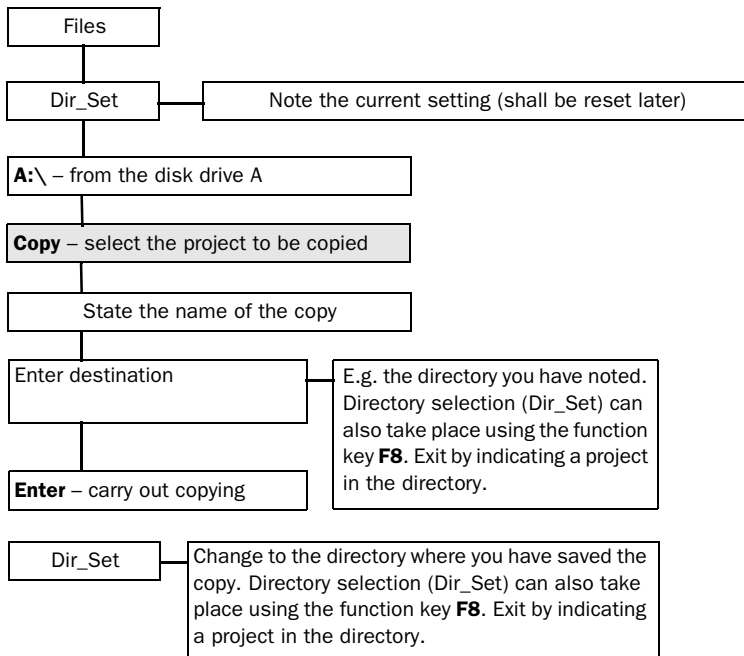 Files
Dir_Set
Note the current setting (shall be reset later)
A:\ – from the disk drive A
Copy – select the project to be copied
State the name of the copy
Enter destination
E.g. the directory you have noted.
Directory selection (Dir_Set) can
also take place using the function
key F8. Exit by indicating a project
in the directory.
Enter – carry out copying
Dir_Set
Change to the directory where you have saved the
copy. Directory selection (Dir_Set) can also take
place using the function key F8. Exit by indicating
a project in the directory.